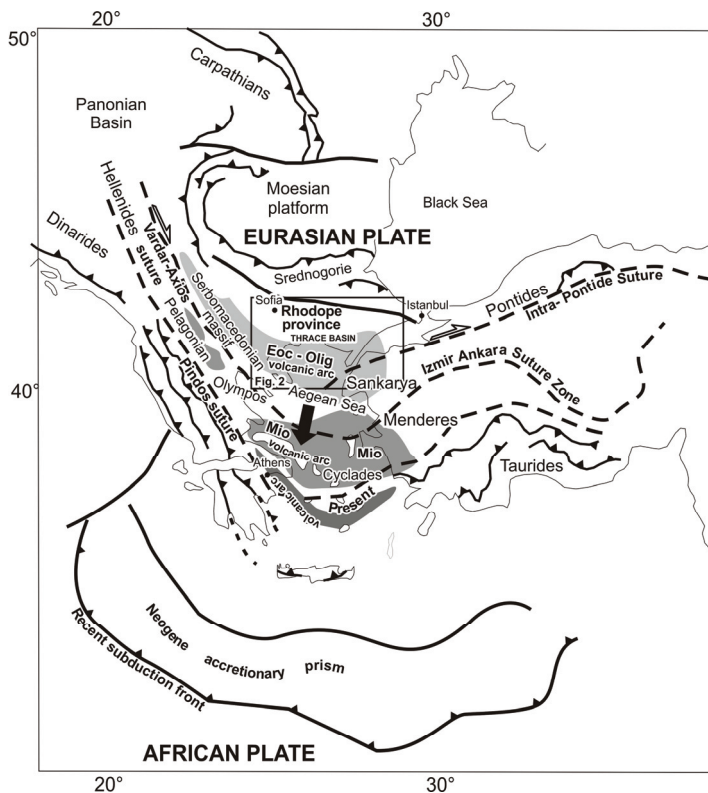 20°
30°
50°
Carpathians
Panonian
Basin
Moesian
platform
Black Sea
EURASIAN PLATE
Hellenides
suture
Dinarides
Vardar-Axios
Srednogorie
Serbomacedonian
massif
Sofia
Istanbul
Rhodope
province
THRACE BASIN
Pontides
Intra-Pontide Suture
Pelagonian
Eoc - Olig
volcanic arc
Izmir Ankara Suture Zone
Pindos suture
Fig. 2
Sankarya
40°
Olympos
Aegean Sea
Menderes
Mio
volcanic arc
Mio
Athens
Cyclades
Taurides
Present
volcanic arc
Neogene
accretionary prism
Recent subduction front
AFRICAN PLATE
20°
30°